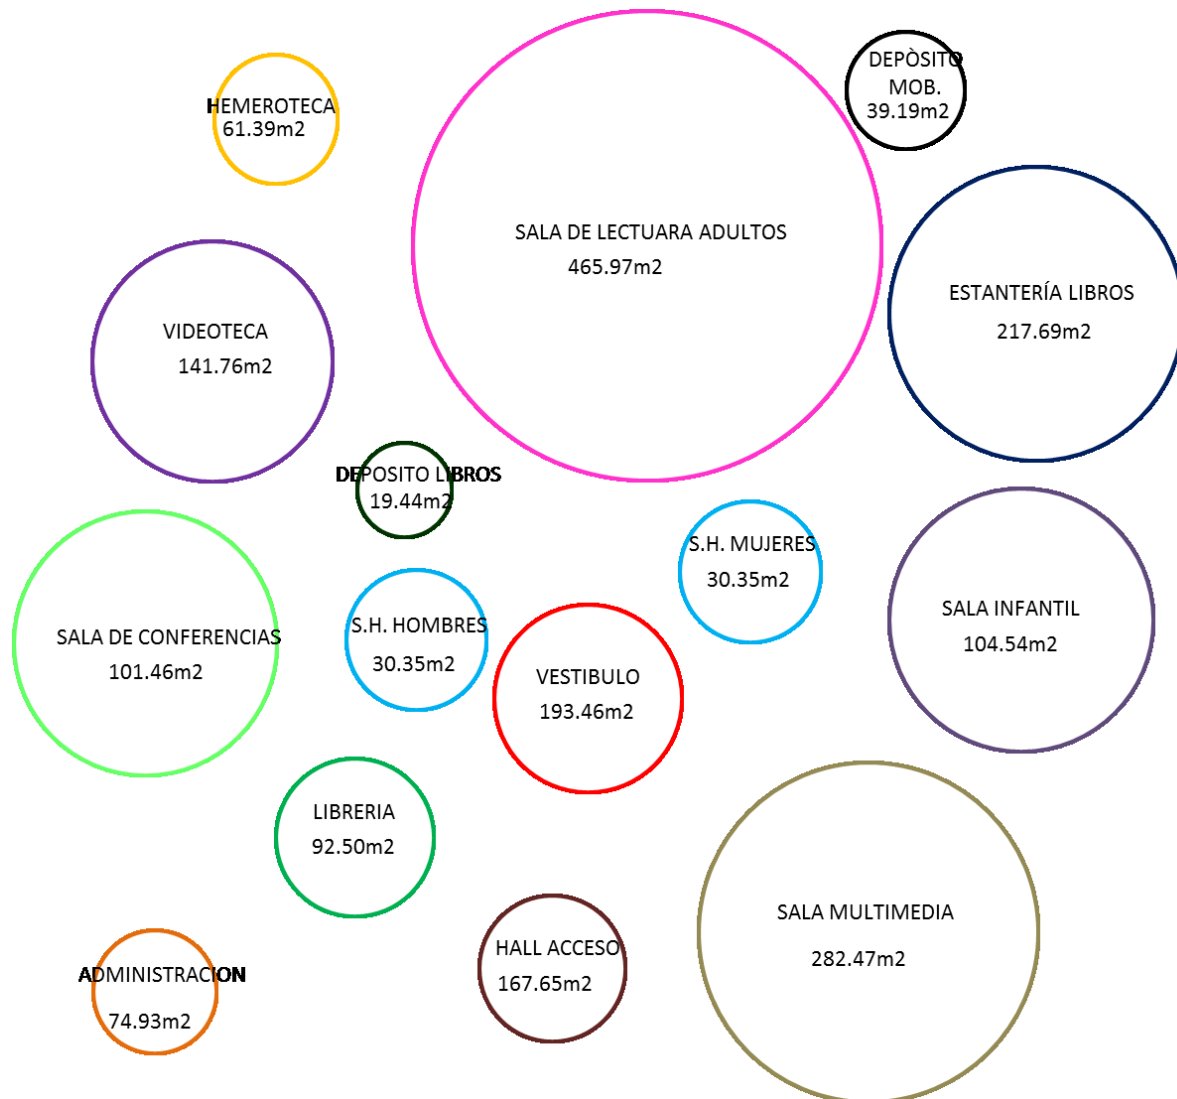 DEPÒSITO
MOB.
39.19m2
HEMEROTECA
61.39m2
SALA DE LECTUARA ADULTOS
465.97m2
ESTANTERÍA LIBROS
217.69m2
VIDEOTECA
141.76m2
DEPOSITO LIBROS
19.44m2
S.H. MUJERES
30.35m2
SALA INFANTIL
104.54m2
S.H. HOMBRES
30.35m2
SALA DE CONFERENCIAS
101.46m2
VESTIBULO
193.46m2
LIBRERIA
92.50m2
SALA MULTIMEDIA
282.47m2
HALL ACCESO
167.65m2
ADMINISTRACION
74.93m2